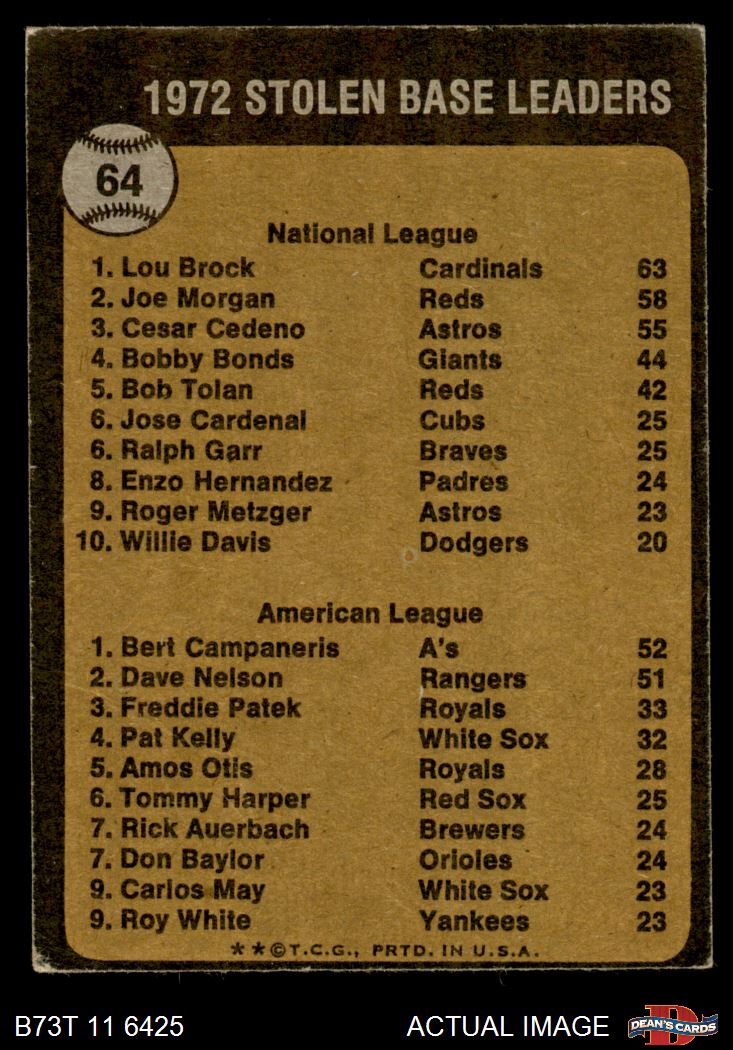 1972 STOLEN BASE LEADERS
64
National League
1. Lou Brock Cardinals 63
2. Joe Morgan Reds 58
3. Cesar Cedeno Astros 55
4. Bobby Bonds Giants 44
5. Bob Tolan Reds 42
6. Jose Cardenal Cubs 25
6. Ralph Garr Braves 25
8. Enzo Hernandez Padres 24
9. Roger Metzger Astros 23
10. Willie Davis Dodgers 20
American League
1. Bert Campaneris A's 52
2. Dave Nelson Rangers 51
3. Freddie Patek Royals 33
4. Pat Kelly White Sox 32
5. Amos Otis Royals 28
6. Tommy Harper Red Sox 25
7. Rick Auerbach Brewers 24
7. Don Baylor Orioles 24
9. Carlos May White Sox 23
9. Roy White Yankees 23
**©T.C.G., PRTD. IN U.S.A.
B73T 11 6425 ACTUAL IMAGE D DEAN'S CARDS